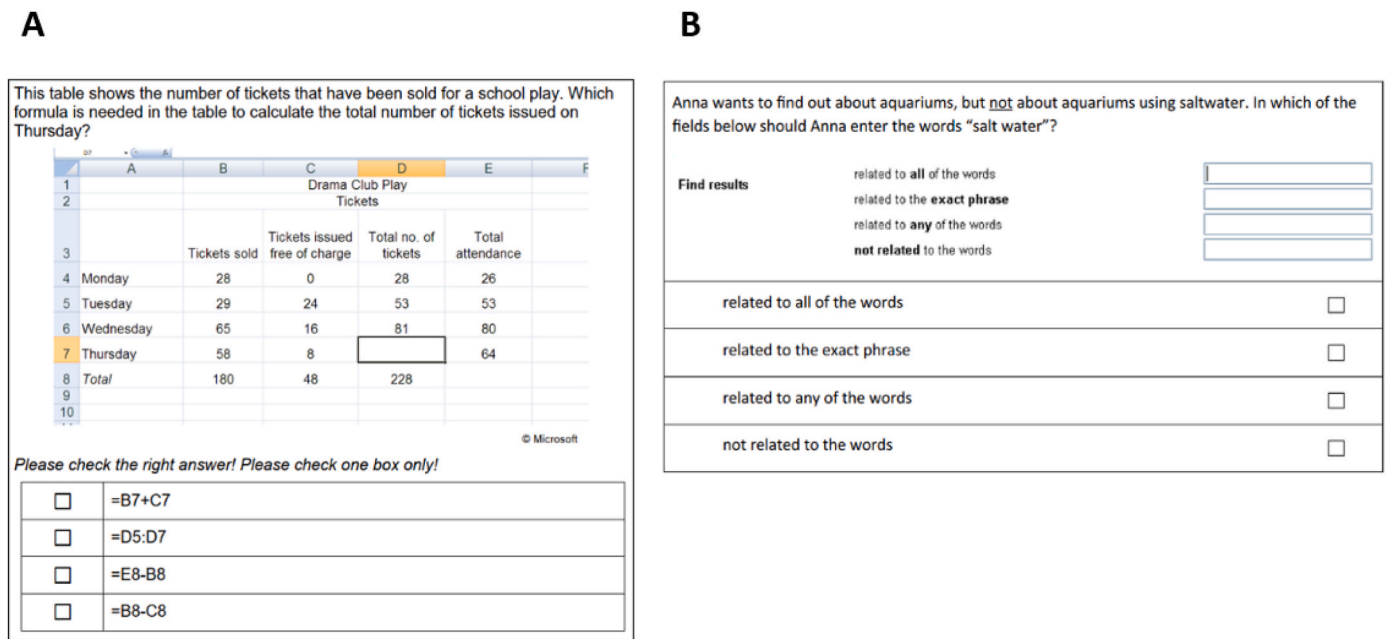 A
B
This table shows the number of tickets that have been sold for a school play. Which
formula is needed in the table to calculate the total number of tickets issued on
Thursday?
D7
A B C D E F
1 Drama Club Play
2 Tickets
Tickets issued Total no. of Total
3 Tickets sold free of charge tickets attendance
4 Monday 28 0 28 26
5 Tuesday 29 24 53 53
6 Wednesday 65 16 81 80
7 Thursday 58 8 64
8 Total 180 48 228
9
10
© Microsoft
Please check the right answer! Please check one box only!
=B7+C7
=D5:D7
=E8-B8
=B8-C8
Anna wants to find out about aquariums, but not about aquariums using saltwater. In which of the
fields below should Anna enter the words “salt water”?
Find results
related to all of the words
related to the exact phrase
related to any of the words
not related to the words
related to all of the words
related to the exact phrase
related to any of the words
not related to the words